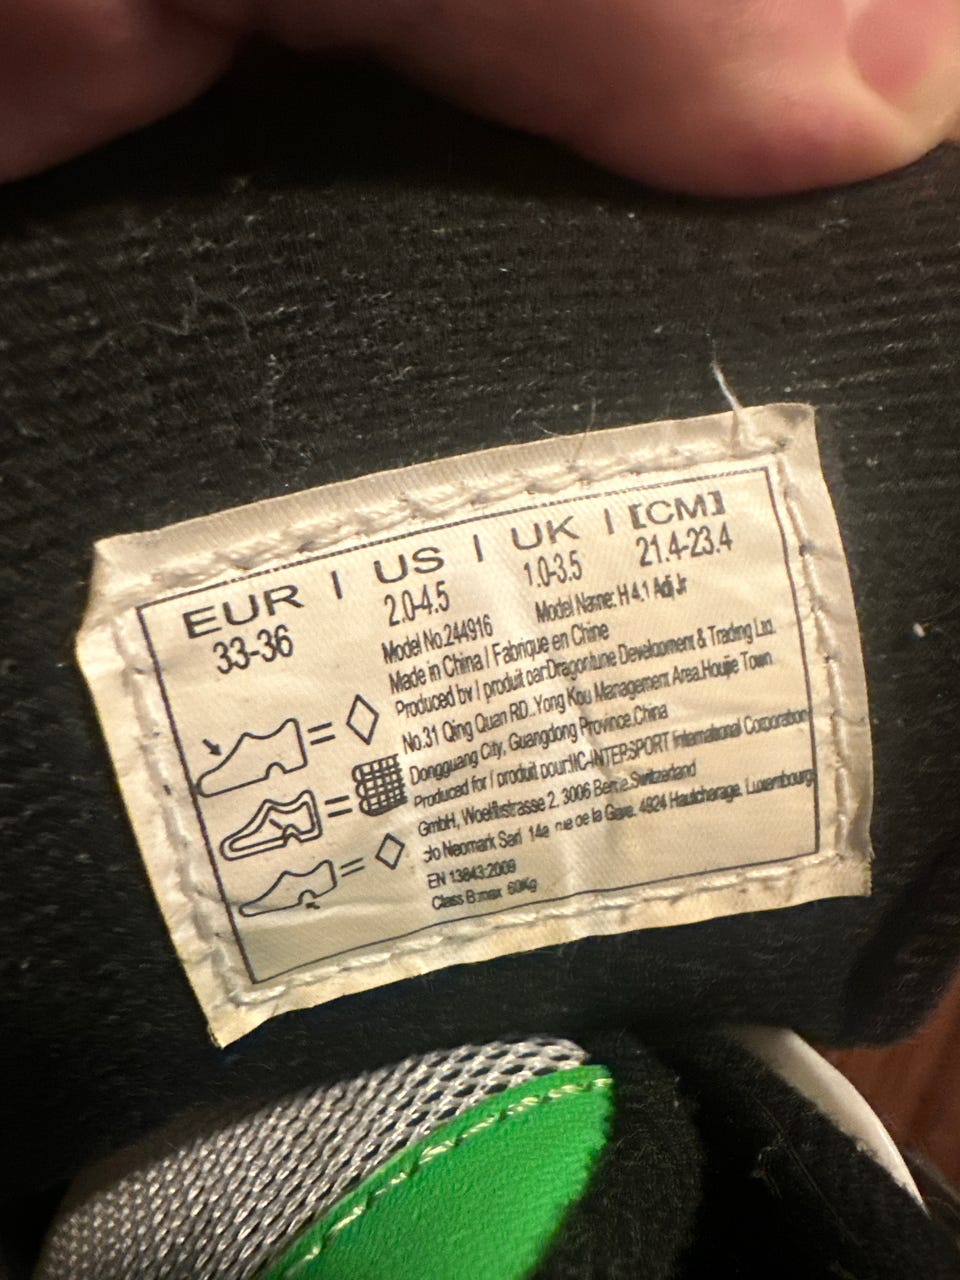 EUR | US | UK | [CM]
33-36 2.0-4.5 1.0-3.5 21.4-23.4
Model No.244916 Model Name: H 4.1 Adj Jr
Made in China / Fabriqué en Chine
Produced by / produit par:Dragontune Development & Trading Ltd.
No.31 Qing Quan RD..Yong Kou Management Area.Houjie Town
Dongguang City, Guangdong Province.China
Produced for / produit pour:IIC-INTERSPORT International Corporation
GmbH, Woelflistrasse 2. 3006 Berne.Switzerland
c/o Neomark Sarl 14a rue de la Gare. 4924 Hautcharage. Luxembourg
EN 13843:2009
Class B:max 60Kg